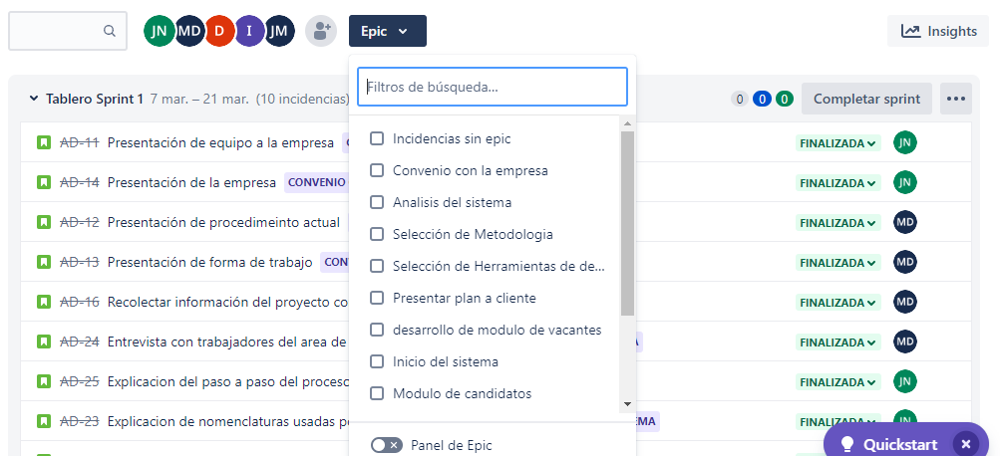 JN MD D I JM Epic Insights
Filtros de búsqueda...
Tablero Sprint 1 7 mar. – 21 mar. (10 incidencias) 0 0 0 Completar sprint
Incidencias sin epic
AD-11 Presentación de equipo a la empresa FINALIZADA JN
Convenio con la empresa
AD-14 Presentación de la empresa CONVENIO FINALIZADA JN
Analisis del sistema
AD-12 Presentación de procedimeinto actual FINALIZADA MD
Selección de Metodologia
AD-13 Presentación de forma de trabajo FINALIZADA MD
Selección de Herramientas de de...
AD-16 Recolectar información del proyecto FINALIZADA MD
Presentar plan a cliente
AD-24 Entrevista con trabajadores del area de FINALIZADA MD
desarrollo de modulo de vacantes
AD-25 Explicacion del paso a paso del proceso FINALIZADA JN
Inicio del sistema
AD-23 Explicacion de nomenclaturas usadas FINALIZADA JN
Modulo de candidatos
Panel de Epic
Quickstart